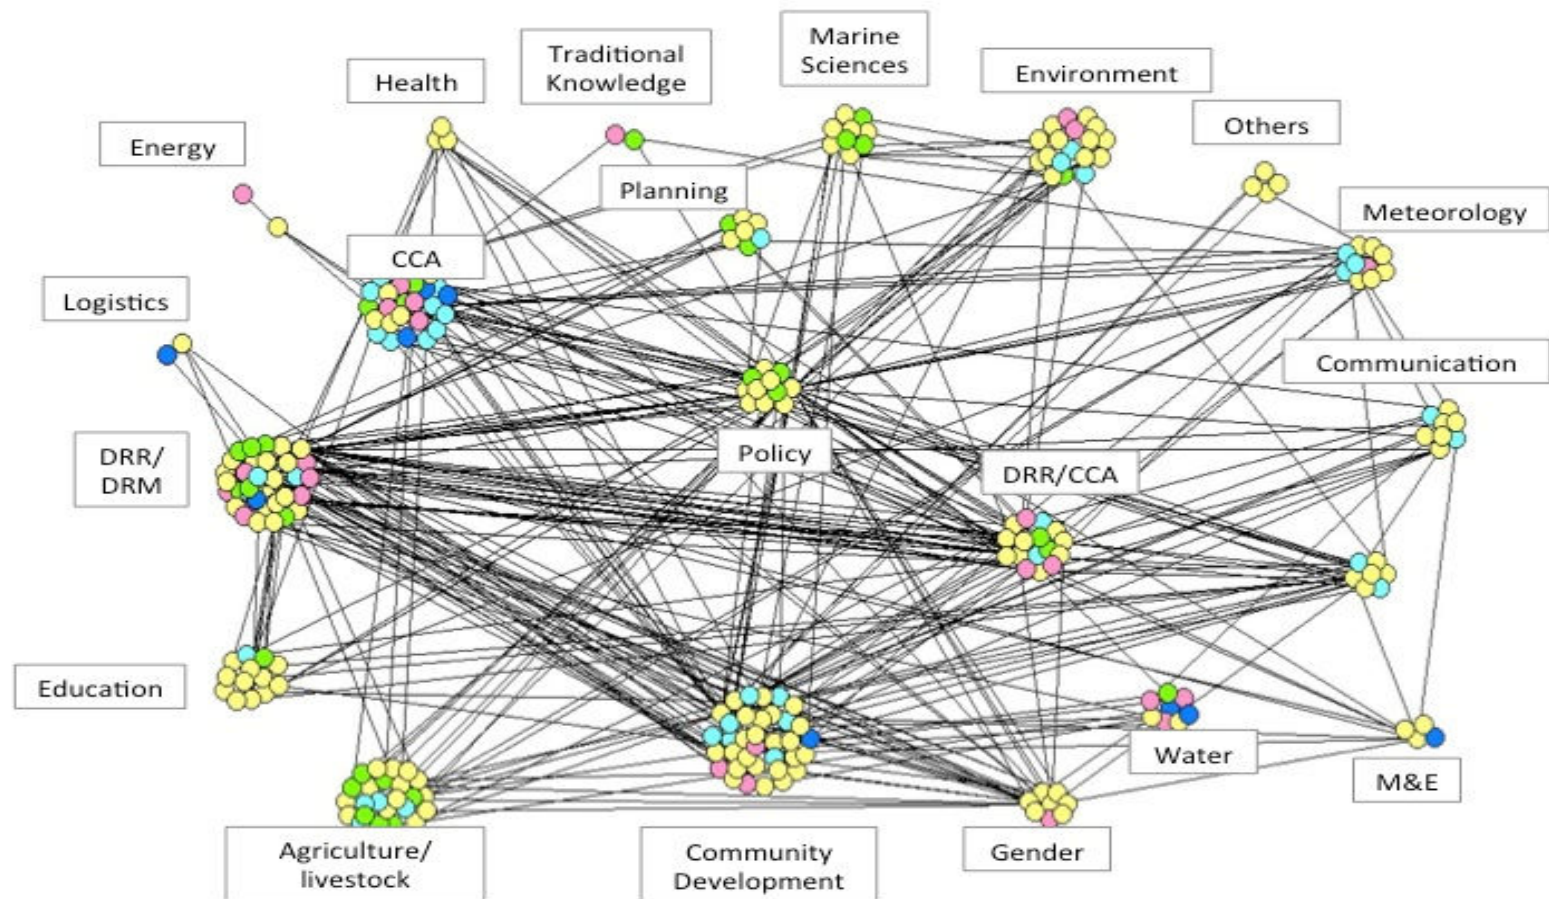 Marine
Sciences
Traditional
Knowledge
Environment
Health
Others
Energy
Planning
Meteorology
CCA
Logistics
Communication
Policy
DRR/
DRM
DRR/CCA
Education
Water
M&E
Agriculture/
livestock
Community
Development
Gender